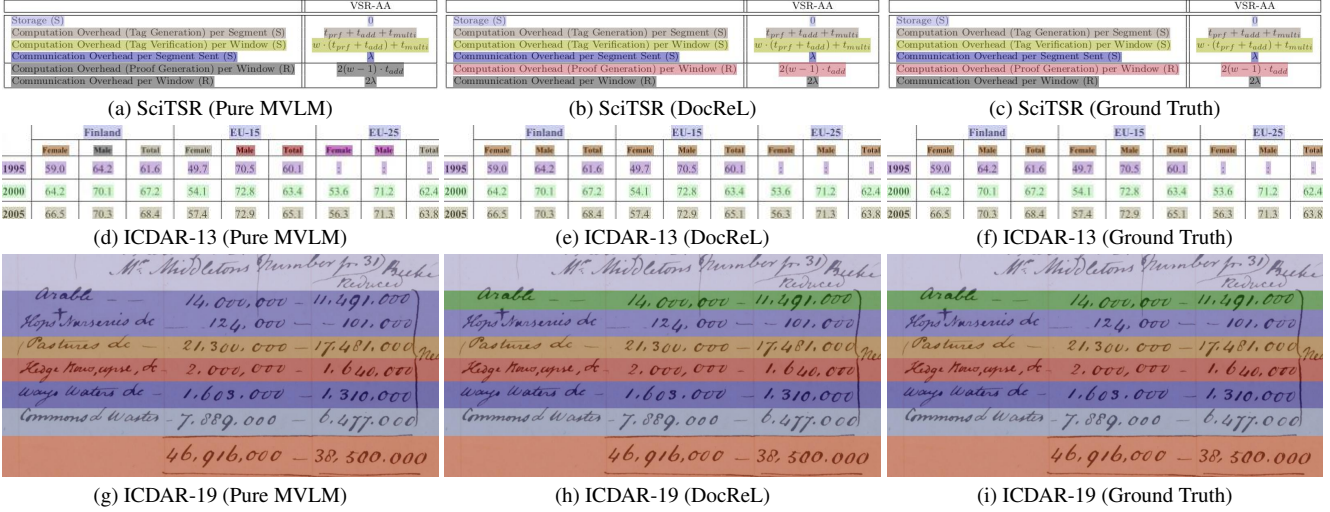 VSR-AA VSR-AA VSR-AA
Storage (S) 0 Storage (S) 0 Storage (S) 0
Computation Overhead (Tag Generation) per Segment (S) t_prf + t_add + t_multi Computation Overhead (Tag Generation) per Segment (S) t_prf + t_add + t_multi Computation Overhead (Tag Generation) per Segment (S) t_prf + t_add + t_multi
Computation Overhead (Tag Verification) per Window (S) w · (t_prf + t_add) + t_multi Computation Overhead (Tag Verification) per Window (S) w · (t_prf + t_add) + t_multi Computation Overhead (Tag Verification) per Window (S) w · (t_prf + t_add) + t_multi
Communication Overhead per Segment Sent (S) λ Communication Overhead per Segment Sent (S) λ Communication Overhead per Segment Sent (S) λ
Computation Overhead (Proof Generation) per Window (R) 2(w − 1) · t_add Computation Overhead (Proof Generation) per Window (R) 2(w − 1) · t_add Computation Overhead (Proof Generation) per Window (R) 2(w − 1) · t_add
Communication Overhead per Window (R) 2λ Communication Overhead per Window (R) 2λ Communication Overhead per Window (R) 2λ
(a) SciTSR (Pure MVLM) (b) SciTSR (DocReL) (c) SciTSR (Ground Truth)
Finland EU-15 EU-25 Finland EU-15 EU-25 Finland EU-15 EU-25
Female Male Total Female Male Total Female Male Total Female Male Total Female Male Total Female Male Total Female Male Total Female Male Total Female Male Total
1995 59.0 64.2 61.6 49.7 70.5 60.1 : : : 1995 59.0 64.2 61.6 49.7 70.5 60.1 : : : 1995 59.0 64.2 61.6 49.7 70.5 60.1 : : :
2000 64.2 70.1 67.2 54.1 72.8 63.4 53.6 71.2 62.4 2000 64.2 70.1 67.2 54.1 72.8 63.4 53.6 71.2 62.4 2000 64.2 70.1 67.2 54.1 72.8 63.4 53.6 71.2 62.4
2005 66.5 70.3 68.4 57.4 72.9 65.1 56.3 71.3 63.8 2005 66.5 70.3 68.4 57.4 72.9 65.1 56.3 71.3 63.8 2005 66.5 70.3 68.4 57.4 72.9 65.1 56.3 71.3 63.8
(d) ICDAR-13 (Pure MVLM) (e) ICDAR-13 (DocReL) (f) ICDAR-13 (Ground Truth)
Mr. Middletons Number Mr. Middletons Number Mr. Middletons Number
Reduced Reduced Reduced
Arable 14.000,000 – 11,491.000 Arable 14.000,000 – 11,491.000 Arable 14.000,000 – 11,491.000
Hops + Nurseries do 124,000 – 101.000 Hops + Nurseries do 124,000 – 101.000 Hops + Nurseries do 124,000 – 101.000
Pastures do – 21,300,000 – 17.481,000 Pastures do – 21,300,000 – 17.481,000 Pastures do – 21,300,000 – 17.481,000
Hedge Rows, 2.000,000 – 1.640,000 Hedge Rows, 2.000,000 – 1.640,000 Hedge Rows, 2.000,000 – 1.640,000
Ways Waters do – 1.603.000 – 1.310,000 Ways Waters do – 1.603.000 – 1.310,000 Ways Waters do – 1.603.000 – 1.310,000
Commons & Wastes – 7.889.000 – 6.477.000 Commons & Wastes – 7.889.000 – 6.477.000 Commons & Wastes – 7.889.000 – 6.477.000
46,916,000 – 38,500.000 46,916,000 – 38,500.000 46,916,000 – 38,500.000
(g) ICDAR-19 (Pure MVLM) (h) ICDAR-19 (DocReL) (i) ICDAR-19 (Ground Truth)